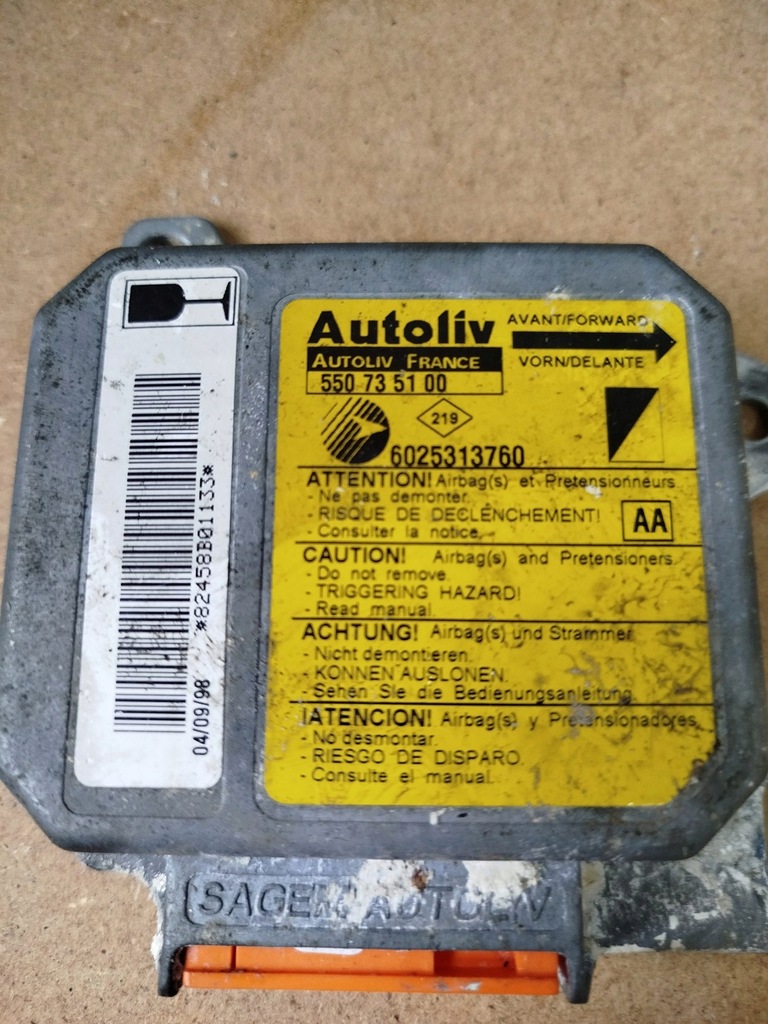 *82458B01133*
04/09/98
Autoliv
AVANT/FORWARD
AUTOLIV FRANCE
VORN/DELANTE
550 73 51 00
219
6025313760
ATTENTION! Airbag(s) et Pretensionneurs
- Ne pas demonter.
- RISQUE DE DECLENCHEMENT!
AA
- Consulter la notice.
CAUTION! Airbag(s) and Pretensioners.
- Do not remove.
- TRIGGERING HAZARD!
- Read manual.
ACHTUNG! Airbag(s) und Strammer
- Nicht demontieren.
- KONNEN AUSLONEN.
- Sehen Sie die Bedienungsanleitung.
!ATENCION! Airbag(s) y Pretensionadores
- No desmontar.
- RIESGO DE DISPARO.
- Consulte el manual.
SAGEM AUTOLIV